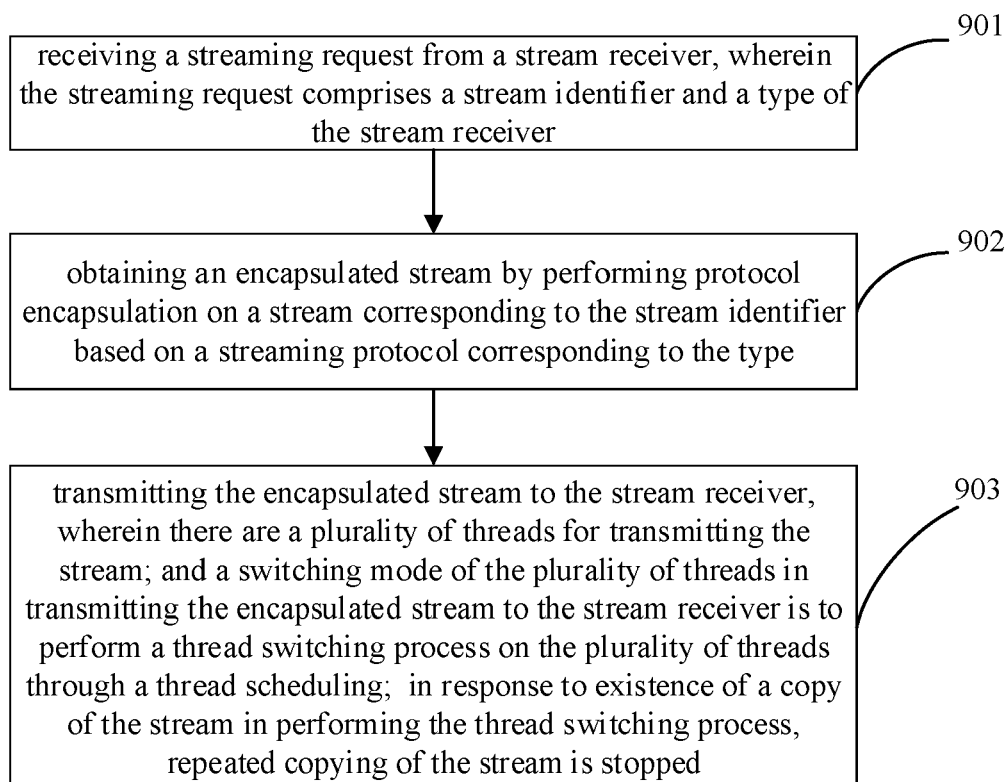 901
receiving a streaming request from a stream receiver, wherein
the streaming request comprises a stream identifier and a type of
the stream receiver
902
obtaining an encapsulated stream by performing protocol
encapsulation on a stream corresponding to the stream identifier
based on a streaming protocol corresponding to the type
903
transmitting the encapsulated stream to the stream receiver,
wherein there are a plurality of threads for transmitting the
stream; and a switching mode of the plurality of threads in
transmitting the encapsulated stream to the stream receiver is to
perform a thread switching process on the plurality of threads
through a thread scheduling; in response to existence of a copy
of the stream in performing the thread switching process,
repeated copying of the stream is stopped